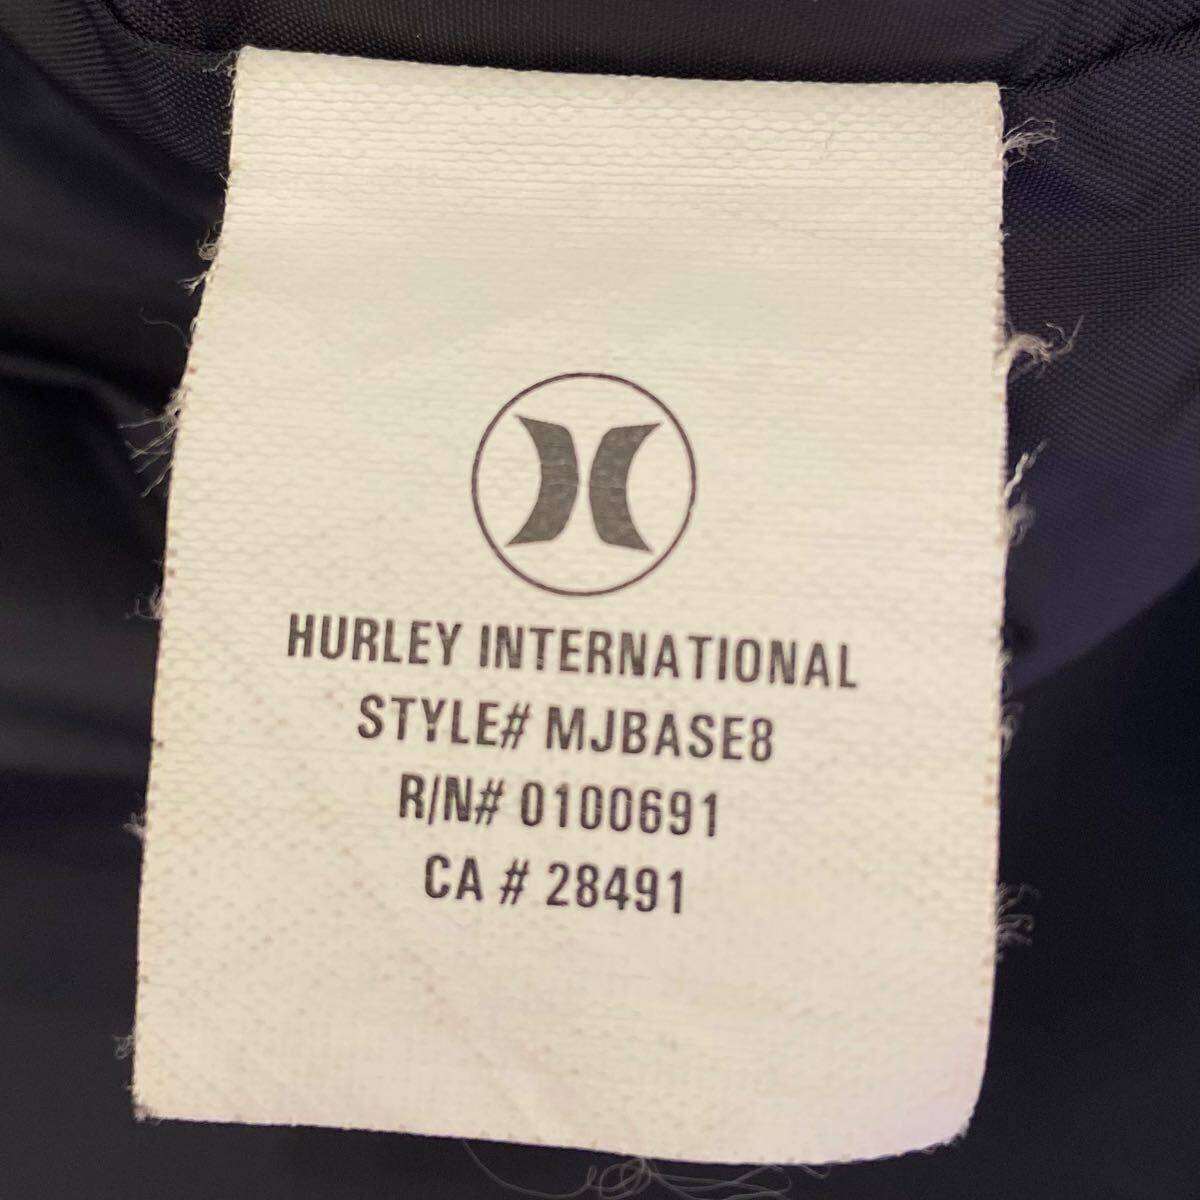 HURLEY INTERNATIONAL
STYLE# MJBASE8
R/N# 0100691
CA # 28491